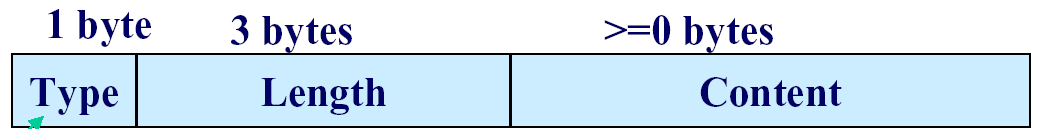 1 byte 3 bytes >=0 bytes
Type Length Content